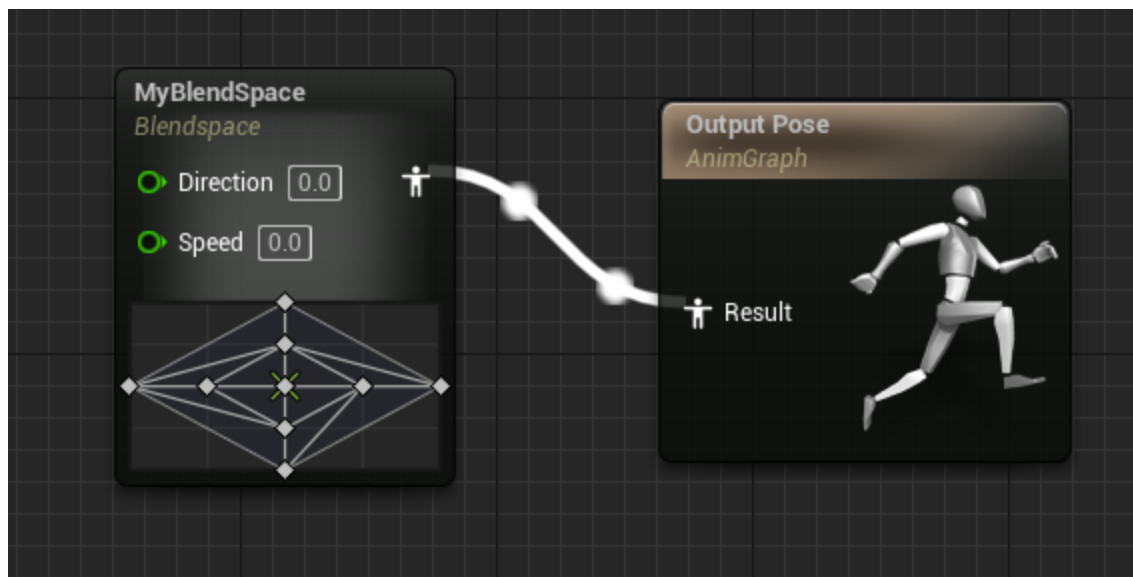 MyBlendSpace
Blendspace
Direction 0.0
Speed 0.0
Output Pose
AnimGraph
Result